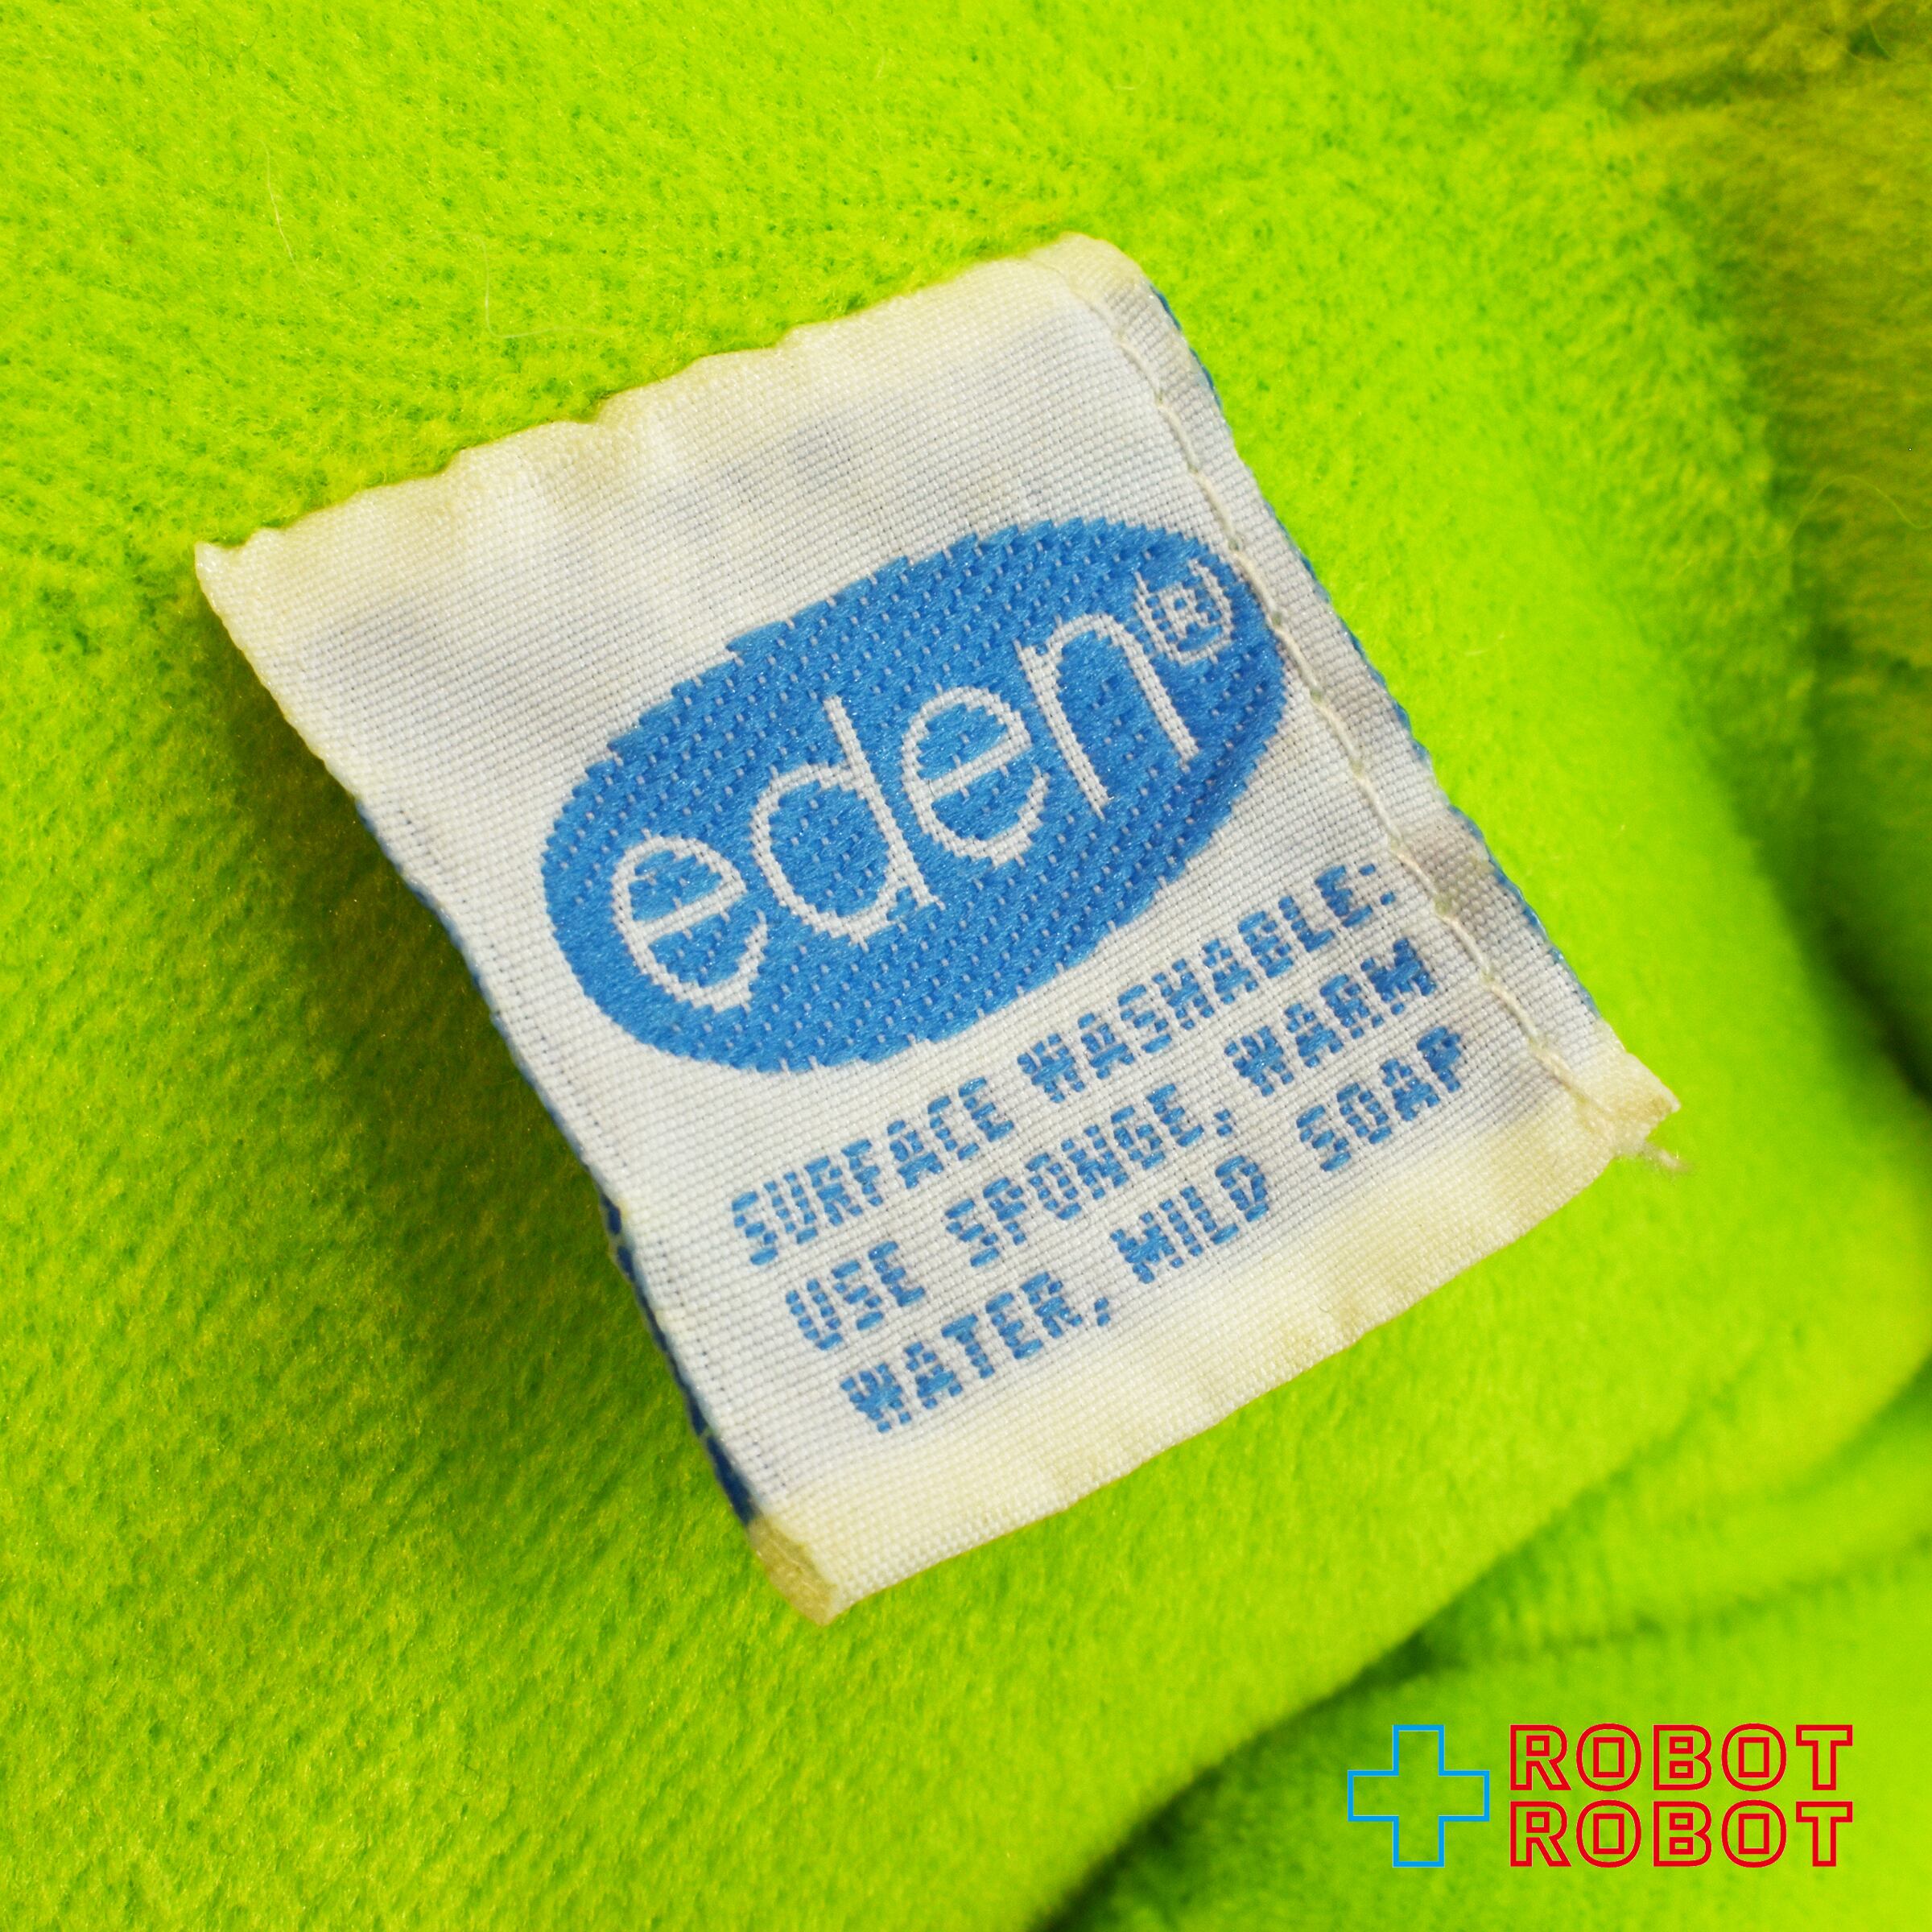 eden®
SURFACE WASHABLE:
USE SPONGE, WARM
WATER, MILD SOAP
ROBOT
ROBOT